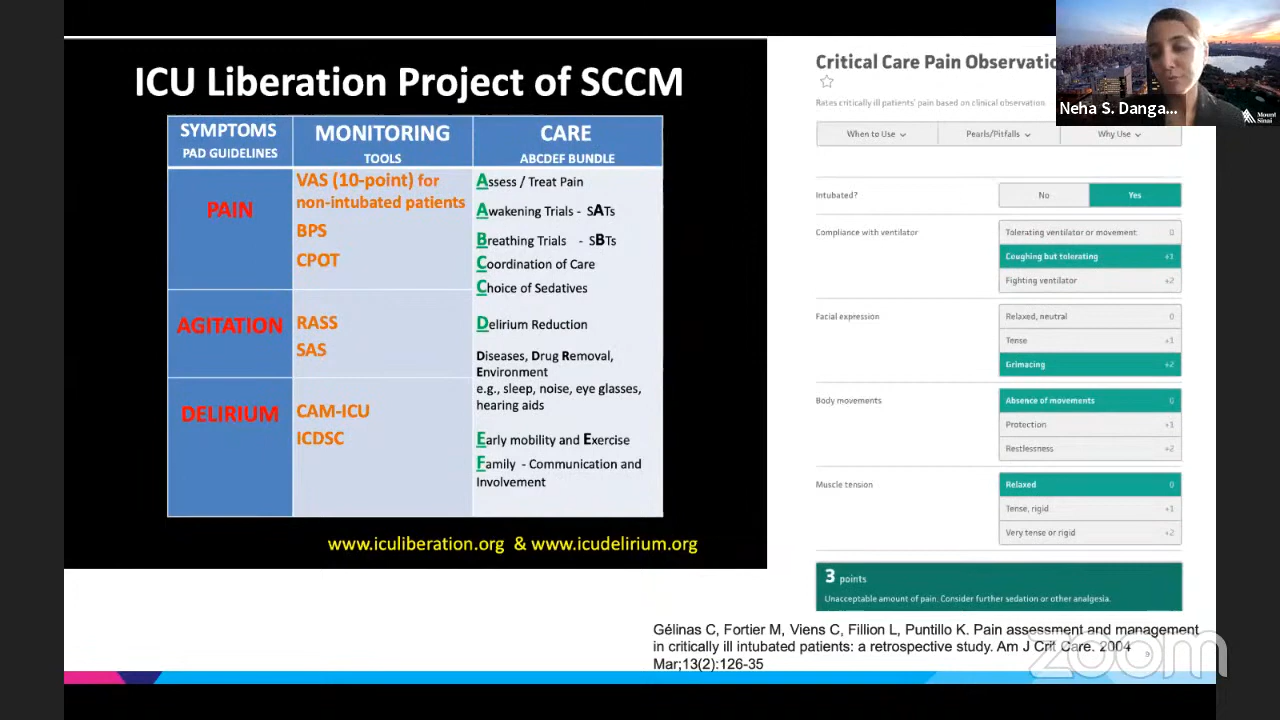 ICU Liberation Project of SCCM
SYMPTOMS
PAD GUIDELINES
MONITORING
TOOLS
CARE
ABCDEF BUNDLE
PAIN
VAS (10-point) for
non-intubated patients
BPS
CPOT
Assess / Treat Pain
Awakening Trials - SATs
Breathing Trials - SBTs
Coordination of Care
Choice of Sedatives
AGITATION
RASS
SAS
Delirium Reduction
Diseases, Drug Removal,
Environment
e.g., sleep, noise, eye glasses,
hearing aids
DELIRIUM
CAM-ICU
ICDSC
Early mobility and Exercise
Family - Communication and
Involvement
www.iculiberation.org & www.icudelirium.org
Critical Care Pain Observatio
Rates critically ill patients' pain based on clinical observation
When to Use
Pearls/Pitfalls
Why Use
Intubated?
No
Yes
Compliance with ventilator
Tolerating ventilator or movement 0
Coughing but tolerating +1
Fighting ventilator +2
Facial expression
Relaxed, neutral 0
Tense +1
Grimacing +2
Body movements
Absence of movements 0
Protection +1
Restlessness +2
Muscle tension
Relaxed 0
Tense, rigid +1
Very tense or rigid +2
3 points
Unacceptable amount of pain. Consider further sedation or other analgesia.
Gélinas C, Fortier M, Viens C, Fillion L, Puntillo K. Pain assessment and management
in critically ill intubated patients: a retrospective study. Am J Crit Care. 2004
Mar;13(2):126-35
9
zoom
Neha S. Danga...
Mount
Sinai